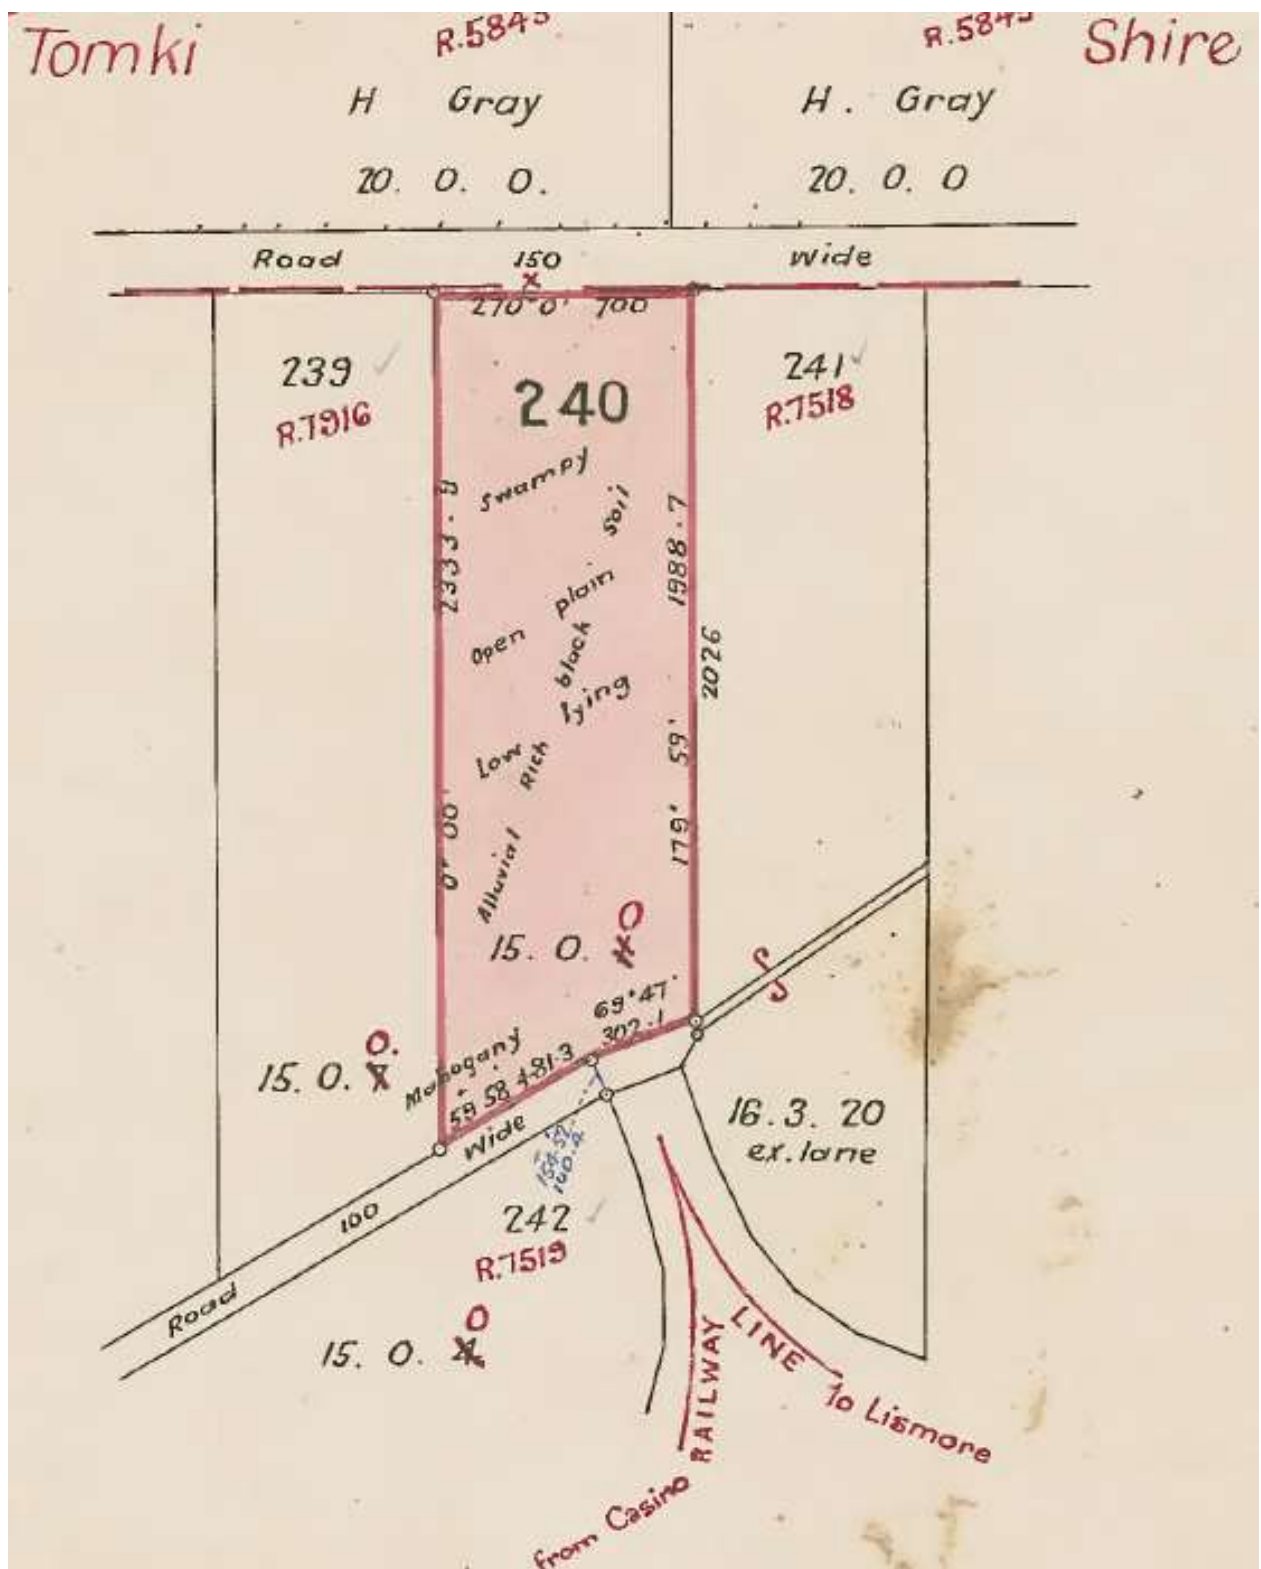 Tomki
Shire
H Gray
H. Gray
20. 0. 0.
20. 0. 0
Road 150 Wide
x
270° 0' 700
239
R.7916
240
241
R.7518
Swampy
Soil
2333.9
1988.7
plain
Open
black
2026
lying
Low
Rich
179° 59'
0° 00'
Alluvial
15. 0. 0
69° 47'
302.1
Mahogany
59 58 481.3
15. 0. 0.
Wide
16. 3. 20
ex. lane
100
242
R.7519
Road
15. 0. 0
RAILWAY LINE
from Casino
To Lismore